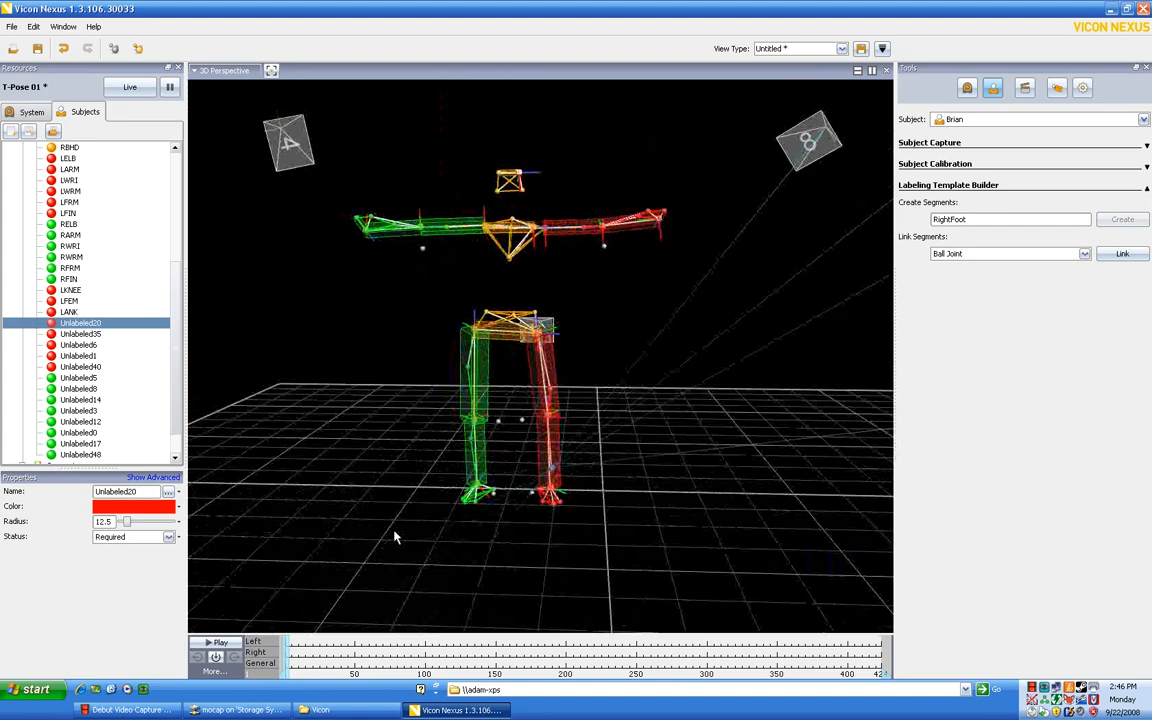 Vicon Nexus 1.3.106.30033
File Edit Window Help
VICON NEXUS
View Type: Untitled *
Resources
T-Pose 01 * Live
System Subjects
RBHD
LELB
LARM
LWRI
LWRM
LFRM
LFIN
RELB
RARM
RWRI
RWRM
RFRM
RFIN
LKNEE
LFEM
LANK
Unlabeled20
Unlabeled35
Unlabeled6
Unlabeled1
Unlabeled40
Unlabeled5
Unlabeled8
Unlabeled14
Unlabeled3
Unlabeled12
Unlabeled0
Unlabeled17
Unlabeled48
Properties
Show Advanced
Name: Unlabeled20 ...
Color:
Radius: 12.5
Status: Required
3D Perspective
4
8
Play
More...
Left
Right
General
1 50 100 150 200 250 300 350 400 42
Tools
Subject: Brian
Subject Capture
Subject Calibration
Labeling Template Builder
Create Segments:
RightFoot Create
Link Segments:
Ball Joint Link
\\adam-xps Go
start Debut Video Capture ... mocap on 'Storage Sy... Vicon Vicon Nexus 1.3.106....
2:46 PM
Monday
9/22/2008